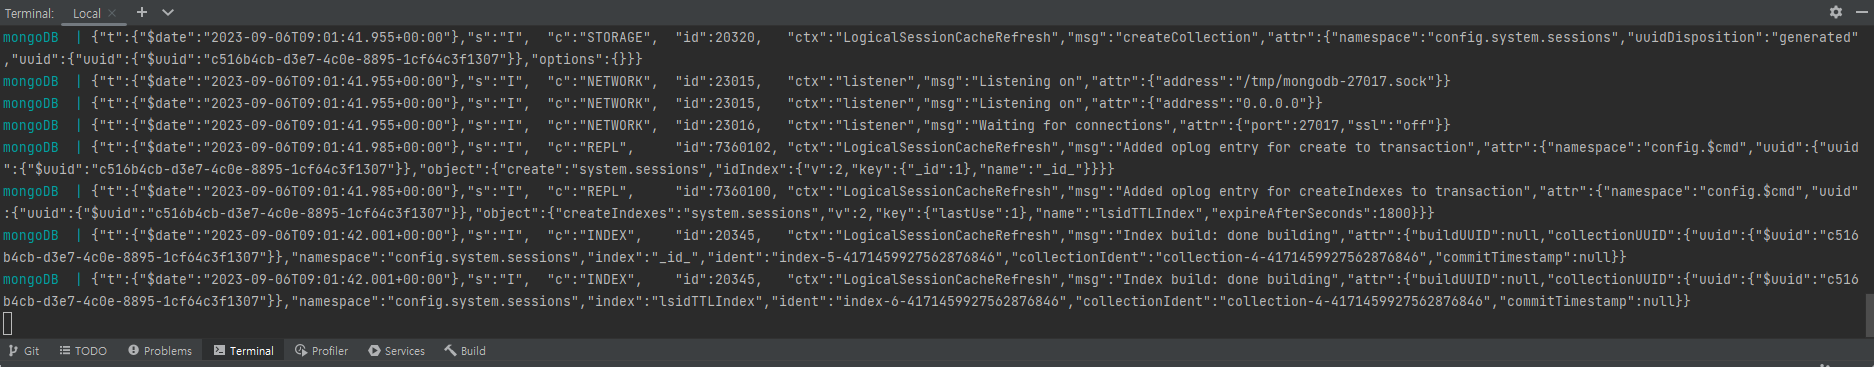 Terminal: Local × + 
mongoDB | {"t":{"$date":"2023-09-06T09:01:41.955+00:00"},"s":"I", "c":"STORAGE", "id":20320, "ctx":"LogicalSessionCacheRefresh","msg":"createCollection","attr":{"namespace":"config.system.sessions","uuidDisposition":"generated"
,"uuid":{"uuid":{"$uuid":"c516b4cb-d3e7-4c0e-8895-1cf64c3f1307"}},"options":{}}}
mongoDB | {"t":{"$date":"2023-09-06T09:01:41.955+00:00"},"s":"I", "c":"NETWORK", "id":23015, "ctx":"listener","msg":"Listening on","attr":{"address":"/tmp/mongodb-27017.sock"}}
mongoDB | {"t":{"$date":"2023-09-06T09:01:41.955+00:00"},"s":"I", "c":"NETWORK", "id":23015, "ctx":"listener","msg":"Listening on","attr":{"address":"0.0.0.0"}}
mongoDB | {"t":{"$date":"2023-09-06T09:01:41.955+00:00"},"s":"I", "c":"NETWORK", "id":23016, "ctx":"listener","msg":"Waiting for connections","attr":{"port":27017,"ssl":"off"}}
mongoDB | {"t":{"$date":"2023-09-06T09:01:41.985+00:00"},"s":"I", "c":"REPL", "id":7360102, "ctx":"LogicalSessionCacheRefresh","msg":"Added oplog entry for create to transaction","attr":{"namespace":"config.$cmd","uuid":{"uuid
":{"$uuid":"c516b4cb-d3e7-4c0e-8895-1cf64c3f1307"}},"object":{"create":"system.sessions","idIndex":{"v":2,"key":{"_id":1},"name":"_id_"}}}}
mongoDB | {"t":{"$date":"2023-09-06T09:01:41.985+00:00"},"s":"I", "c":"REPL", "id":7360100, "ctx":"LogicalSessionCacheRefresh","msg":"Added oplog entry for createIndexes to transaction","attr":{"namespace":"config.$cmd","uuid"
:{"uuid":{"$uuid":"c516b4cb-d3e7-4c0e-8895-1cf64c3f1307"}},"object":{"createIndexes":"system.sessions","v":2,"key":{"lastUse":1},"name":"lsidTTLIndex","expireAfterSeconds":1800}}}
mongoDB | {"t":{"$date":"2023-09-06T09:01:42.001+00:00"},"s":"I", "c":"INDEX", "id":20345, "ctx":"LogicalSessionCacheRefresh","msg":"Index build: done building","attr":{"buildUUID":null,"collectionUUID":{"uuid":{"$uuid":"c516
b4cb-d3e7-4c0e-8895-1cf64c3f1307"}},"namespace":"config.system.sessions","index":"_id_","ident":"index-5-4171459927562876846","collectionIdent":"collection-4-4171459927562876846","commitTimestamp":null}}
mongoDB | {"t":{"$date":"2023-09-06T09:01:42.001+00:00"},"s":"I", "c":"INDEX", "id":20345, "ctx":"LogicalSessionCacheRefresh","msg":"Index build: done building","attr":{"buildUUID":null,"collectionUUID":{"uuid":{"$uuid":"c516
b4cb-d3e7-4c0e-8895-1cf64c3f1307"}},"namespace":"config.system.sessions","index":"lsidTTLIndex","ident":"index-6-4171459927562876846","collectionIdent":"collection-4-4171459927562876846","commitTimestamp":null}}
Git TODO Problems Terminal Profiler Services Build